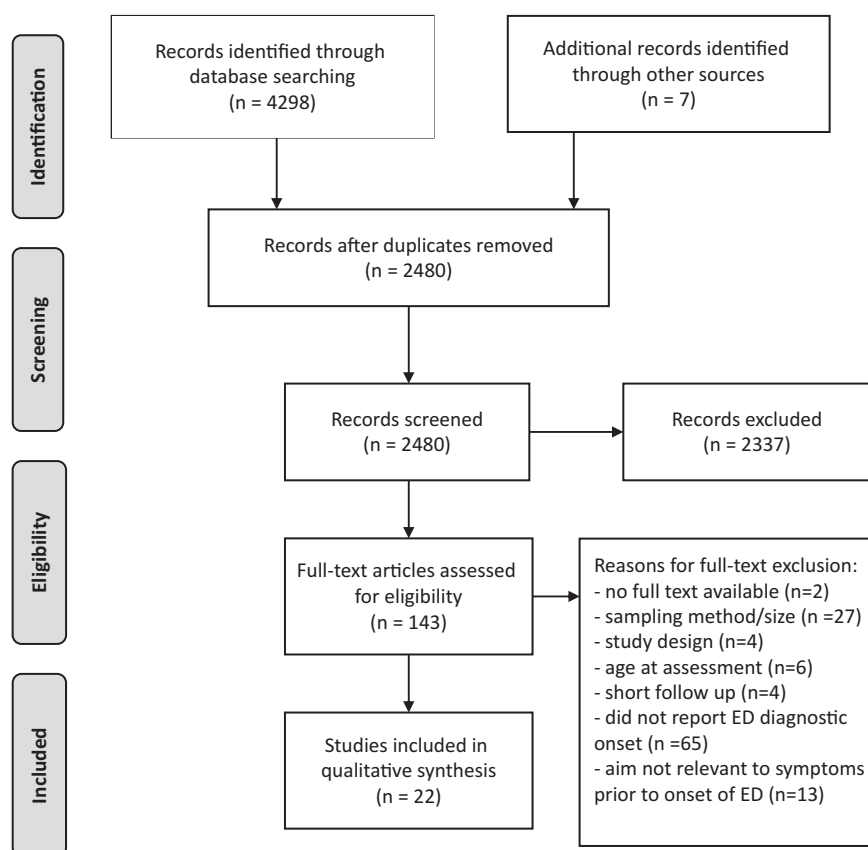 Identification
Records identified through
database searching
(n = 4298)
Additional records identified
through other sources
(n = 7)
Records after duplicates removed
(n = 2480)
Screening
Records screened
(n = 2480)
Records excluded
(n = 2337)
Eligibility
Full-text articles assessed
for eligibility
(n = 143)
Reasons for full-text exclusion:
- no full text available (n=2)
- sampling method/size (n =27)
- study design (n=4)
- age at assessment (n=6)
- short follow up (n=4)
- did not report ED diagnostic
onset (n =65)
- aim not relevant to symptoms
prior to onset of ED (n=13)
Included
Studies included in
qualitative synthesis
(n = 22)